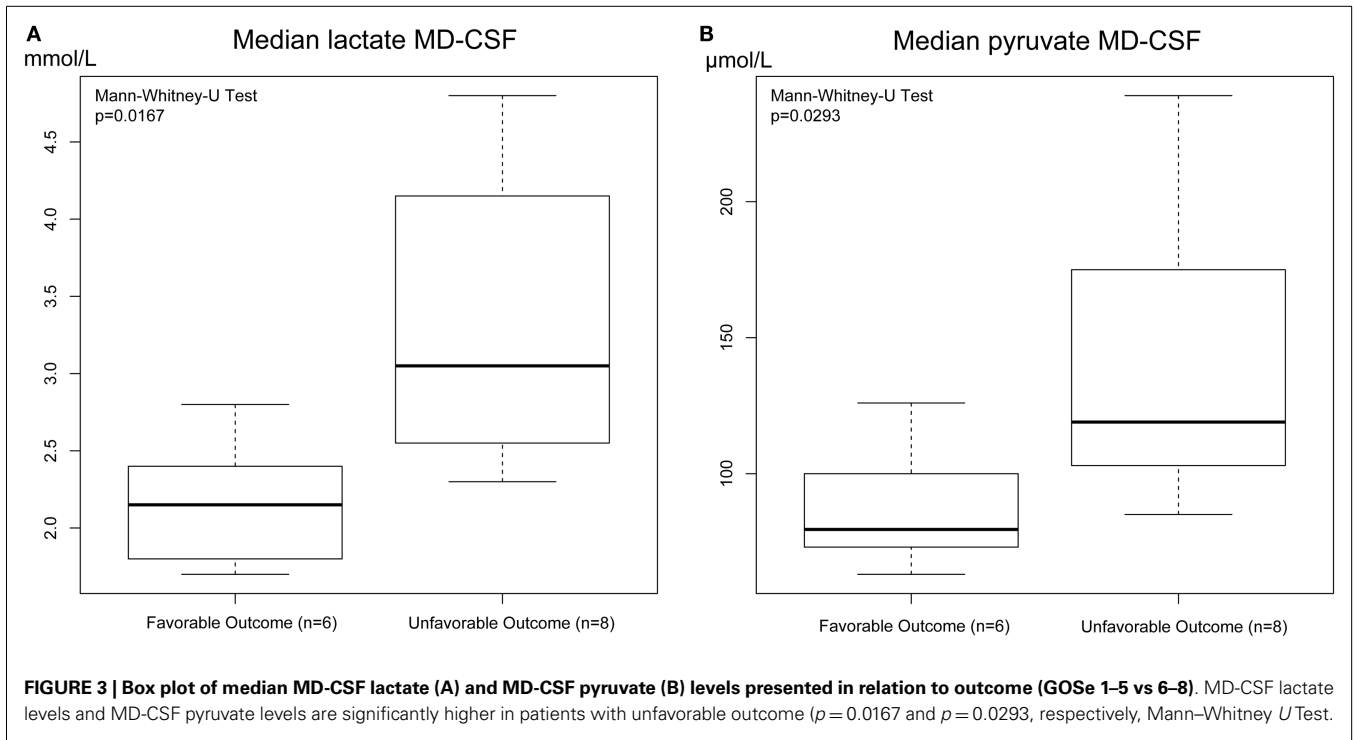 A
Median lactate MD-CSF
mmol/L
Mann-Whitney-U Test
p=0.0167
4.5
4.0
3.5
3.0
2.5
2.0
Favorable Outcome (n=6)
Unfavorable Outcome (n=8)
B
Median pyruvate MD-CSF
µmol/L
Mann-Whitney-U Test
p=0.0293
200
150
100
Favorable Outcome (n=6)
Unfavorable Outcome (n=8)
FIGURE 3 | Box plot of median MD-CSF lactate (A) and MD-CSF pyruvate (B) levels presented in relation to outcome (GOSe 1–5 vs 6–8). MD-CSF lactate
levels and MD-CSF pyruvate levels are significantly higher in patients with unfavorable outcome (p = 0.0167 and p = 0.0293, respectively, Mann–Whitney U Test.